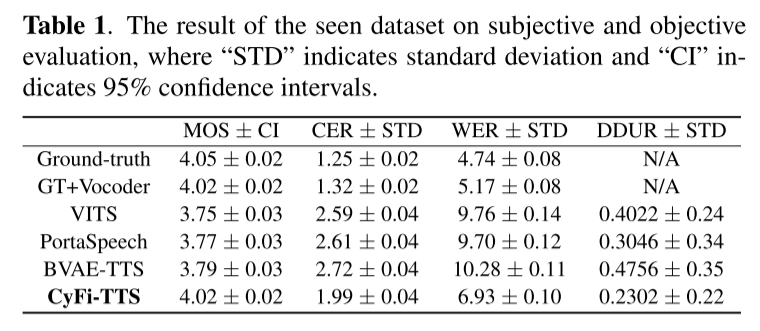 Table 1. The result of the seen dataset on subjective and objective
evaluation, where “STD” indicates standard deviation and “CI” in-
dicates 95% confidence intervals.
MOS ± CI CER ± STD WER ± STD DDUR ± STD
Ground-truth 4.05 ± 0.02 1.25 ± 0.02 4.74 ± 0.08 N/A
GT+Vocoder 4.02 ± 0.02 1.32 ± 0.02 5.17 ± 0.08 N/A
VITS 3.75 ± 0.03 2.59 ± 0.04 9.76 ± 0.14 0.4022 ± 0.24
PortaSpeech 3.77 ± 0.03 2.61 ± 0.04 9.70 ± 0.12 0.3046 ± 0.34
BVAE-TTS 3.79 ± 0.03 2.72 ± 0.04 10.28 ± 0.11 0.4756 ± 0.35
CyFi-TTS 4.02 ± 0.02 1.99 ± 0.04 6.93 ± 0.10 0.2302 ± 0.22